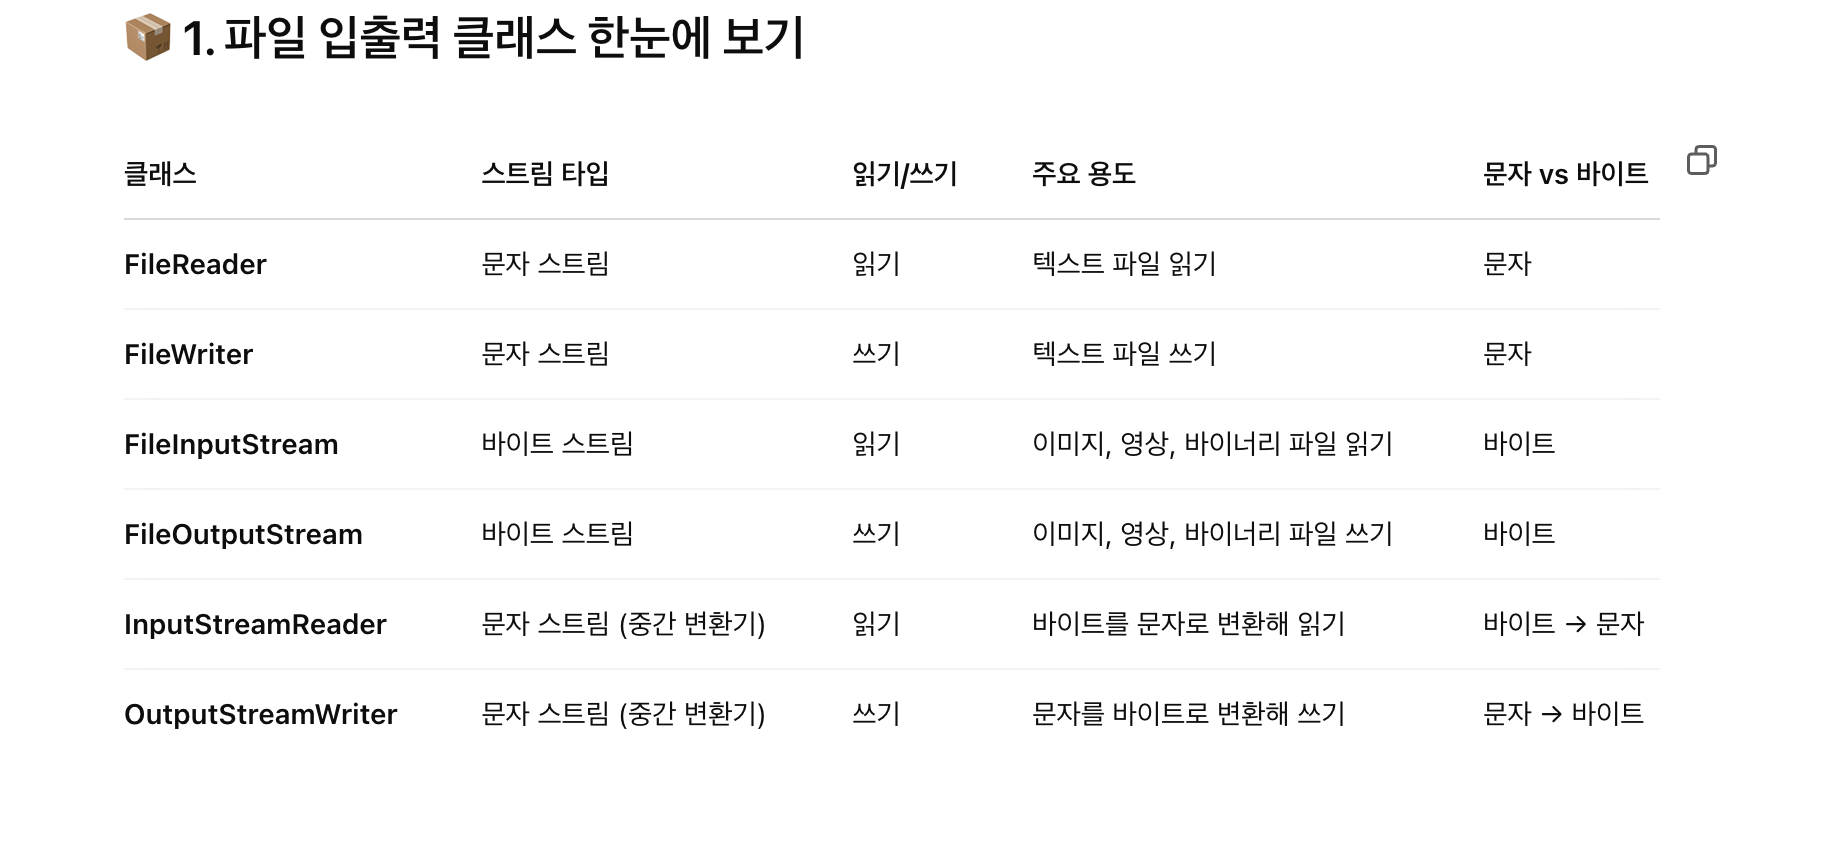 📦 1. 파일 입출력 클래스 한눈에 보기
클래스 스트림 타입 읽기/쓰기 주요 용도 문자 vs 바이트
FileReader 문자 스트림 읽기 텍스트 파일 읽기 문자
FileWriter 문자 스트림 쓰기 텍스트 파일 쓰기 문자
FileInputStream 바이트 스트림 읽기 이미지, 영상, 바이너리 파일 읽기 바이트
FileOutputStream 바이트 스트림 쓰기 이미지, 영상, 바이너리 파일 쓰기 바이트
InputStreamReader 문자 스트림 (중간 변환기) 읽기 바이트를 문자로 변환해 읽기 바이트 → 문자
OutputStreamWriter 문자 스트림 (중간 변환기) 쓰기 문자를 바이트로 변환해 쓰기 문자 → 바이트